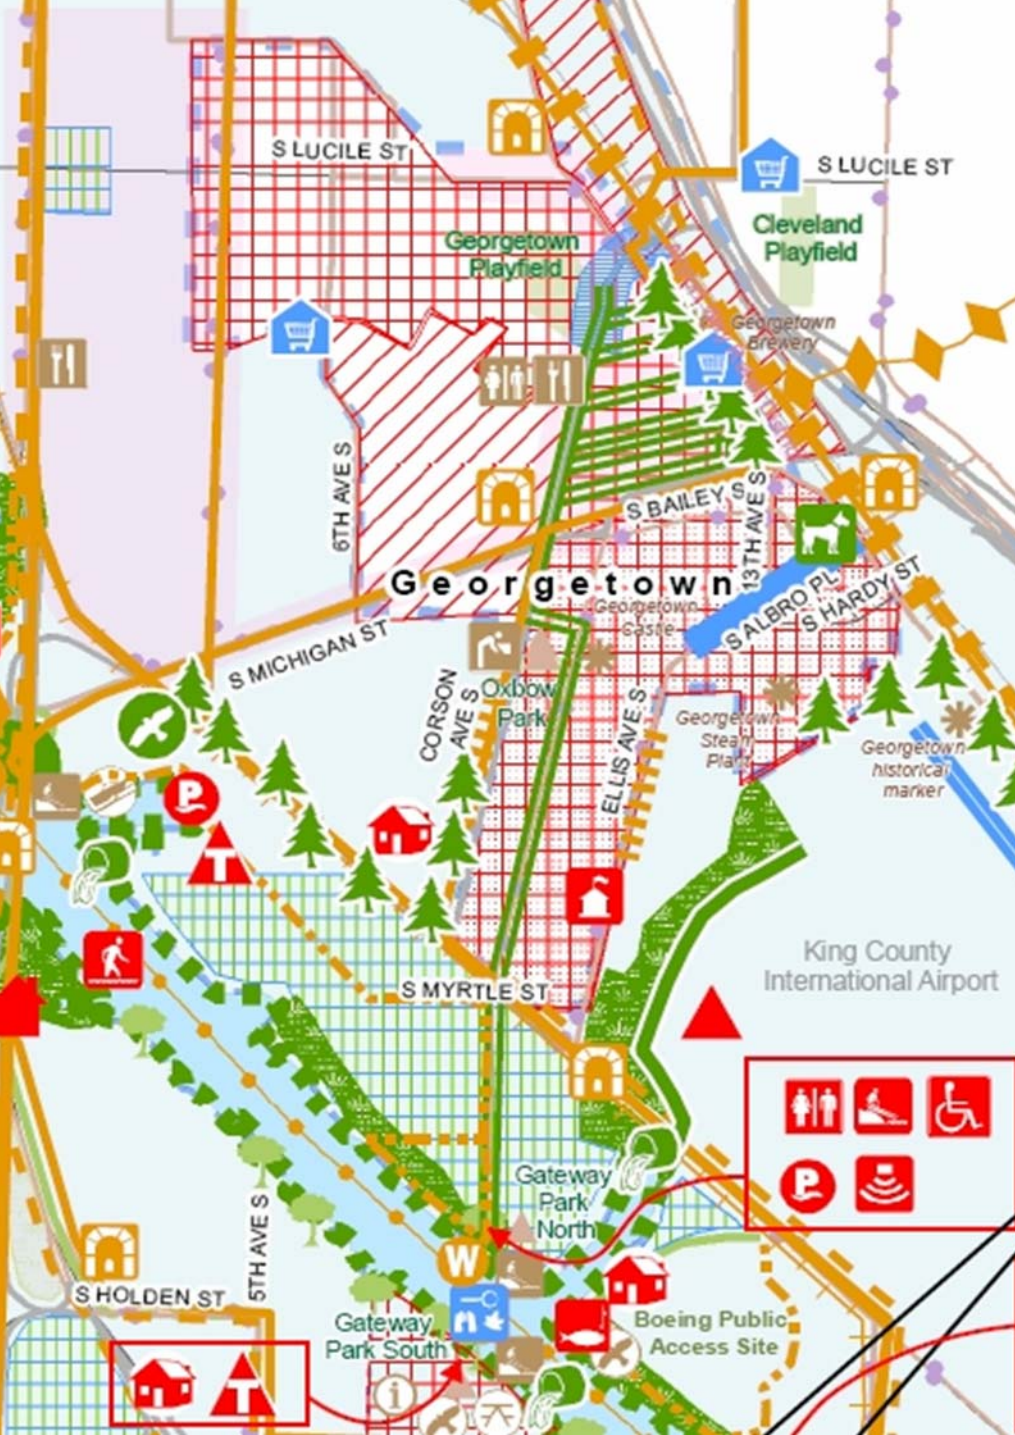 S LUCILE ST
S LUCILE ST
Cleveland
Playfield
Georgetown
Playfield
Georgetown
Brewery
6TH AVE S
S BAILEY S
13TH AVE S
Georgetown
Georgetown
Castle
S ALBRO PL
S HARDY ST
S MICHIGAN ST
CORSON
AVE S
Oxbow
Park
ELLIS AVE S
Georgetown
Steam
Plant
Georgetown
historical
marker
P
T
King County
International Airport
S MYRTLE ST
P
Gateway
Park
North
W
5TH AVE S
S HOLDEN ST
Gateway
Park South
Boeing Public
Access Site
T
i